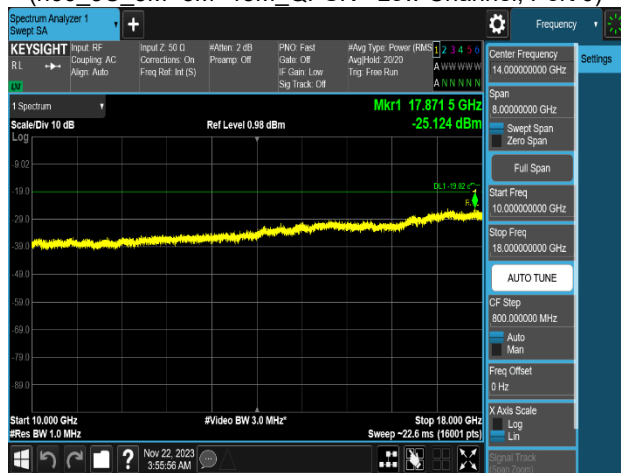 Spectrum Analyzer 1
Swept SA
Frequency
KEYSIGHT
RL
Input: RF
Coupling: AC
Align: Auto
Input Z: 50 Ω
Corrections: On
Freq Ref: Int (S)
#Atten: 2 dB
Preamp: Off
PNO: Fast
Gate: Off
IF Gain: Low
Sig Track: Off
#Avg Type: Power (RMS
Avg|Hold: 20/20
Trig: Free Run
1 2 3 4 5 6
A W W W W W
A N N N N N
LXI
1 Spectrum
Scale/Div 10 dB
Log
Ref Level 0.98 dBm
Mkr1 17.871 5 GHz
-25.124 dBm
-9.02
-19.0
-29.0
-39.0
-49.0
-59.0
-69.0
-79.0
-89.0
Start 10.000 GHz
#Res BW 1.0 MHz
#Video BW 3.0 MHz*
Stop 18.000 GHz
Sweep ~22.6 ms (16001 pts)
Nov 22, 2023
3:55:56 AM
Center Frequency
14.000000000 GHz
Settings
Span
8.00000000 GHz
Swept Span
Zero Span
Full Span
Start Freq
10.000000000 GHz
Stop Freq
18.000000000 GHz
AUTO TUNE
CF Step
800.000000 MHz
Auto
Man
Freq Offset
0 Hz
X Axis Scale
Log
Lin
Signal Track
(Span Zoom)